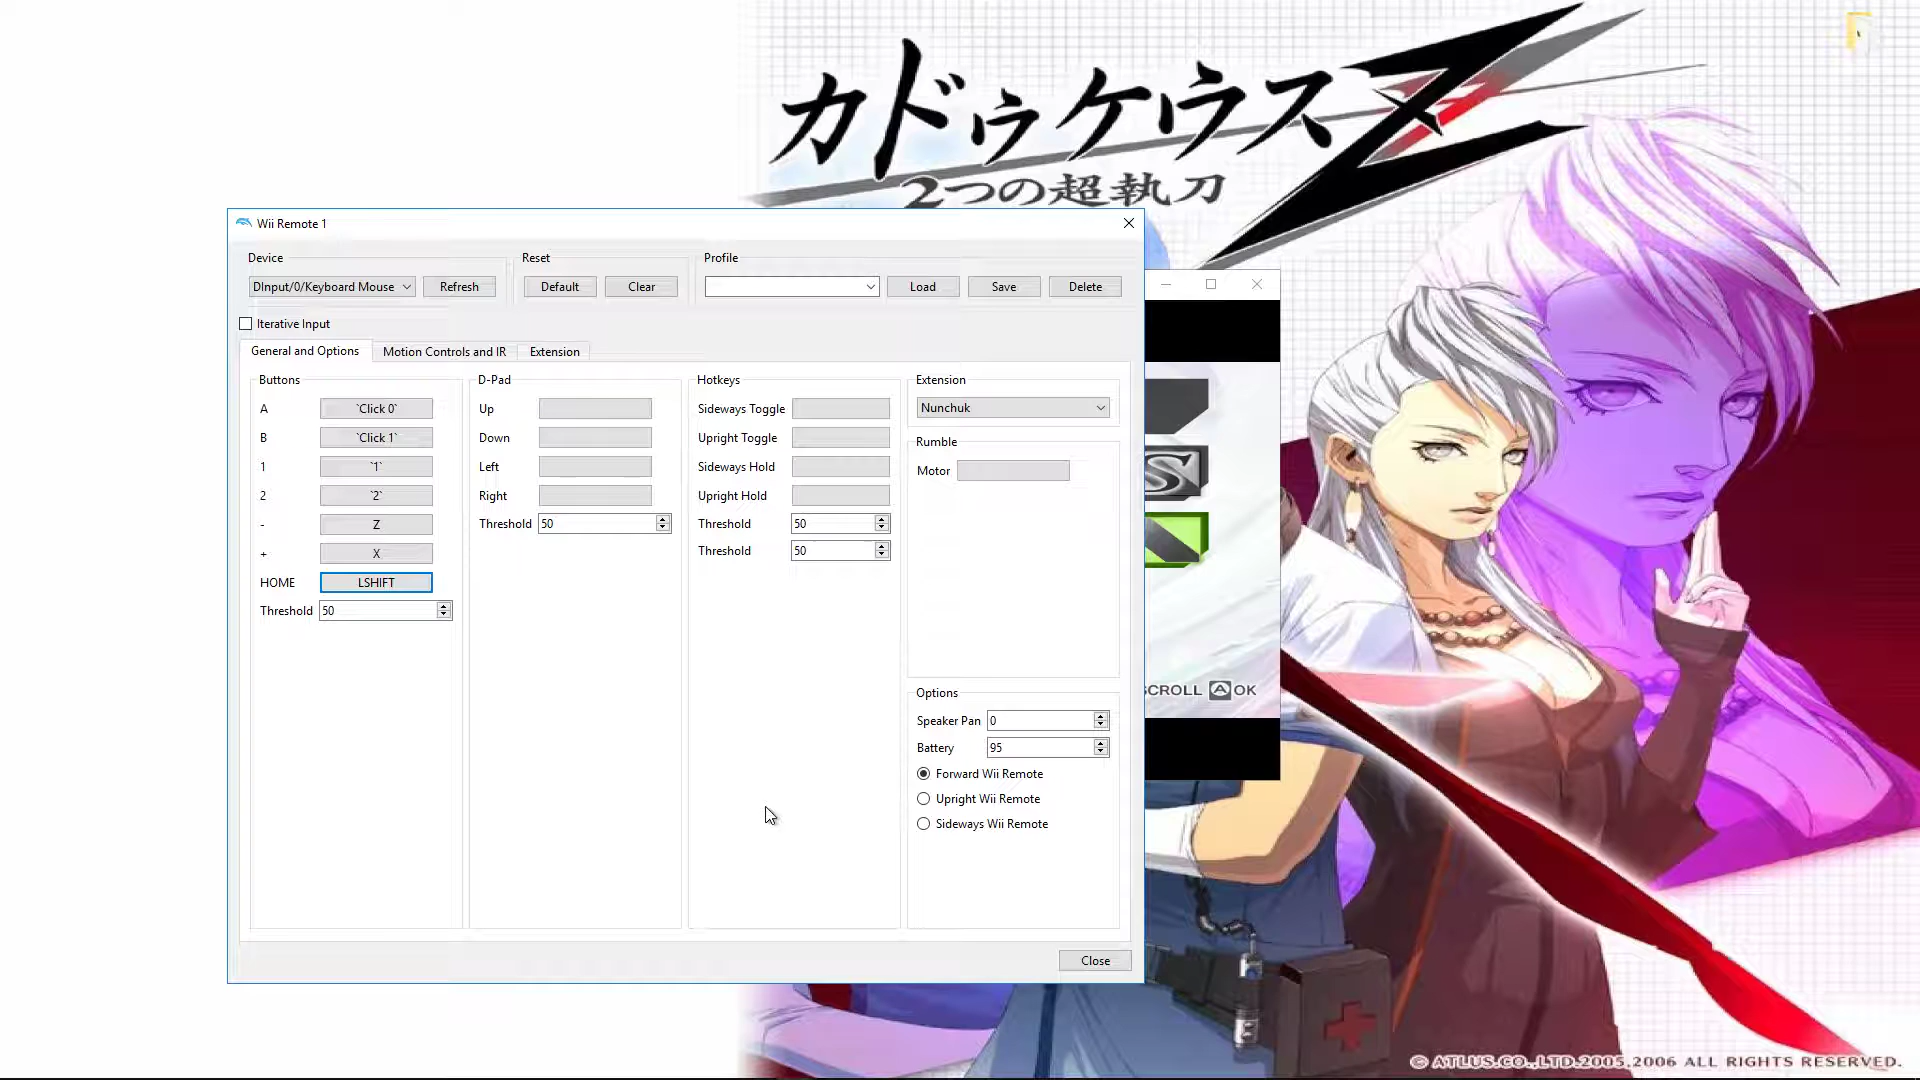 カドゥケウスZ
2つの超執刀
Wii Remote 1
Device
Reset
Profile
DInput/0/Keyboard Mouse
Refresh
Default
Clear
Load
Save
Delete
Iterative Input
General and Options
Motion Controls and IR
Extension
Buttons
A
`Click 0`
B
`Click 1`
1
`1`
2
`2`
-
Z
+
X
HOME
LSHIFT
Threshold
50
D-Pad
Up
Down
Left
Right
Threshold
50
Hotkeys
Sideways Toggle
Upright Toggle
Sideways Hold
Upright Hold
Threshold
50
Threshold
50
Extension
Nunchuk
Rumble
Motor
Options
Speaker Pan
0
Battery
95
Forward Wii Remote
Upright Wii Remote
Sideways Wii Remote
Close
S
A OK
© ATLUS.CO.,LTD.2005,2006 ALL RIGHTS RESERVED.